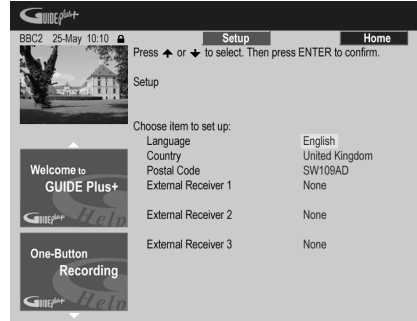 GUIDE Plus+
BBC2 25-May 10:10 Setup Home
Press ↑ or ↓ to select. Then press ENTER to confirm.
Setup
Choose item to set up:
Language English
Country United Kingdom
Postal Code SW109AD
External Receiver 1 None
External Receiver 2 None
External Receiver 3 None
Welcome to
GUIDE Plus+
GUIDE Plus+ Help
One-Button
Recording
GUIDE Plus+ Help